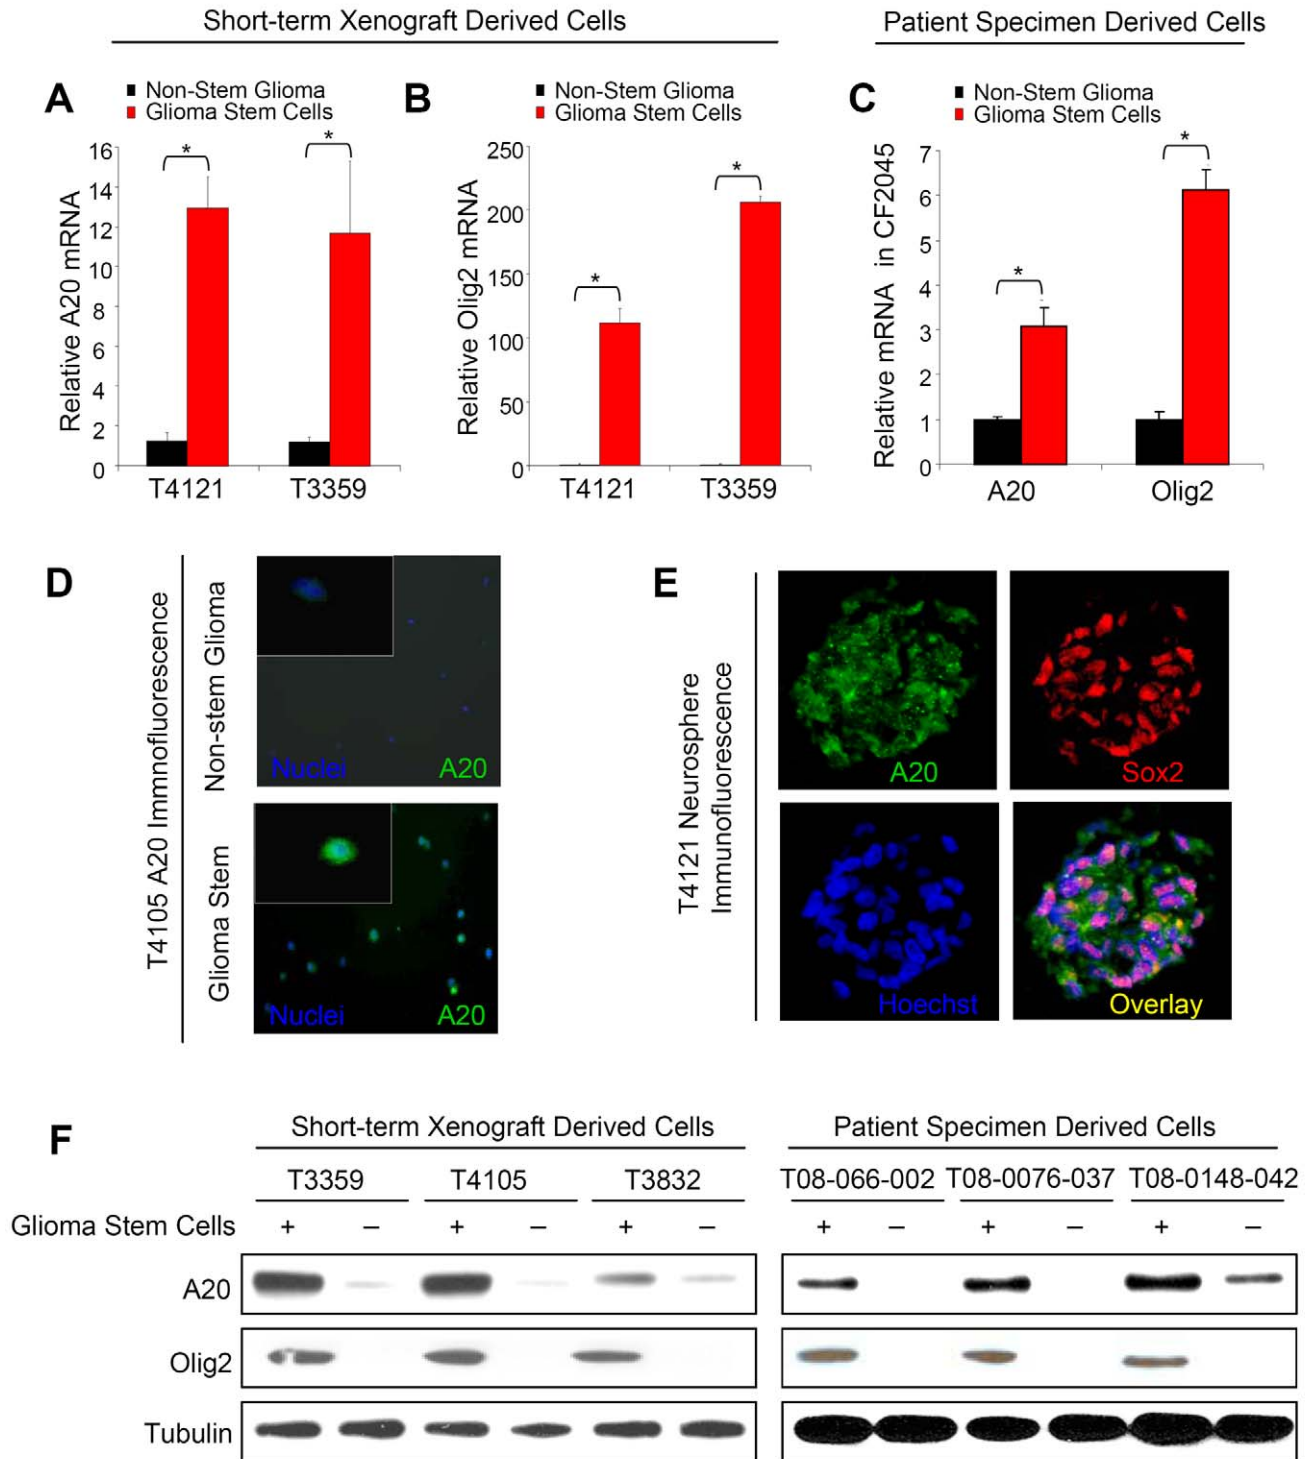 Short-term Xenograft Derived Cells
Patient Specimen Derived Cells
A
Non-Stem Glioma
Glioma Stem Cells
Relative A20 mRNA
16
14
12
10
8
6
4
2
0
*
*
T4121
T3359
B
Non-Stem Glioma
Glioma Stem Cells
Relative Olig2 mRNA
250
200
150
100
50
0
*
*
T4121
T3359
C
Non-Stem Glioma
Glioma Stem Cells
Relative mRNA in CF2045
7
6
5
4
3
2
1
0
*
*
A20
Olig2
D
T4105 A20 Immnofluorescence
Non-stem Glioma
Nuclei
A20
Glioma Stem
Nuclei
A20
E
T4121 Neurosphere
Immunofluorescence
A20
Sox2
Hoechst
Overlay
F
Short-term Xenograft Derived Cells
Patient Specimen Derived Cells
T3359 T4105 T3832
T08-066-002 T08-0076-037 T08-0148-042
Glioma Stem Cells + – + – + – + – + – + –
A20
Olig2
Tubulin